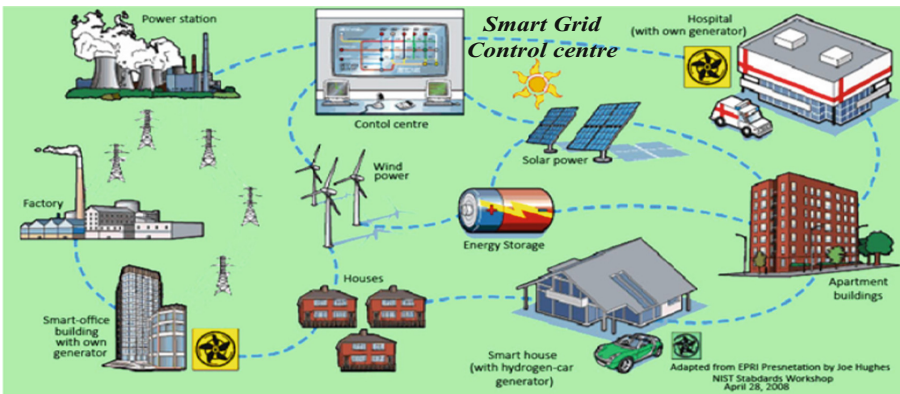 Power station
Smart Grid
Control centre
Hospital
(with own generator)
Contol centre
Solar power
Wind
power
Factory
Energy Storage
Houses
Apartment
buildings
Smart-office
building
with own
generator
Smart house
(with hydrogen-car
generator)
Adapted from EPRI Presnetation by Joe Hughes
NIST Stabdards Workshop
April 28, 2008